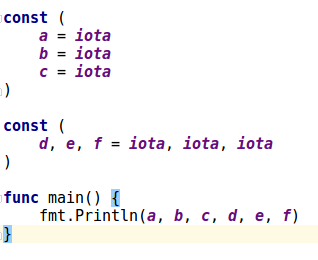 const (
    a = iota
    b = iota
    c = iota
)

const (
    d, e, f = iota, iota, iota
)

func main() {
    fmt.Println(a, b, c, d, e, f)
}